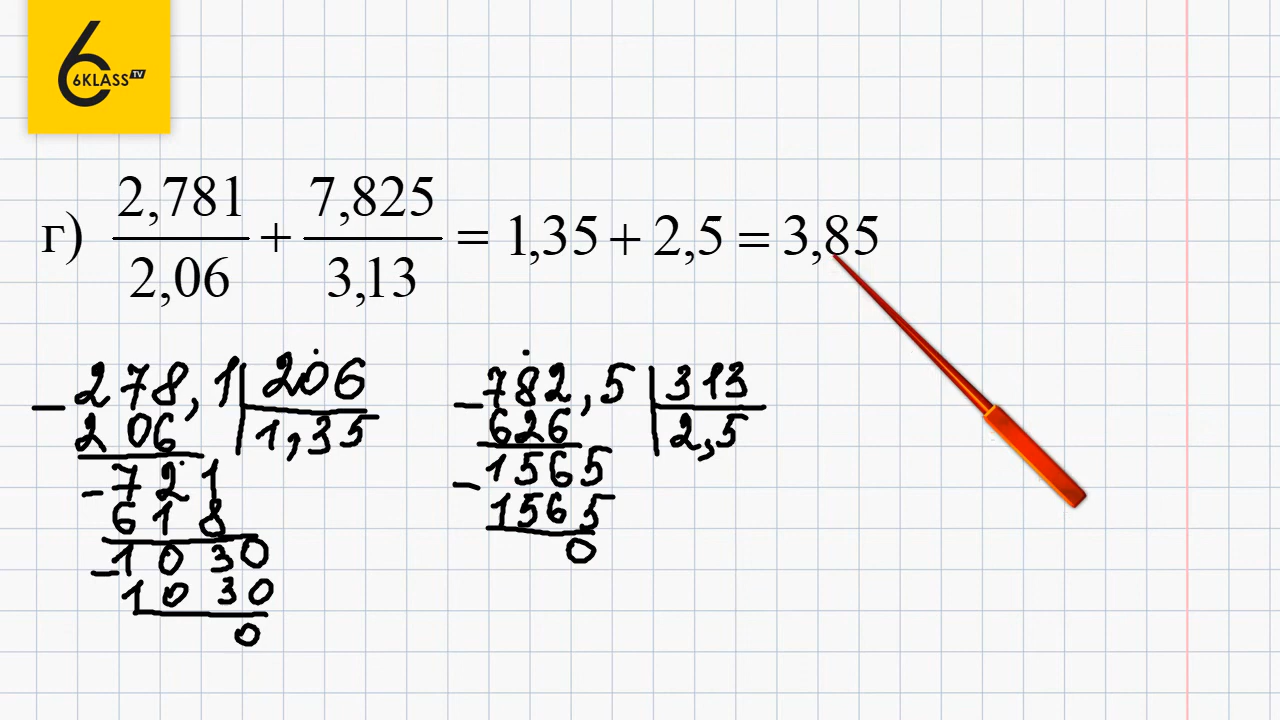 6
6KLASS TV
г) 2,781/2,06 + 7,825/3,13 = 1,35 + 2,5 = 3,85
278,1 | 206
− 206 | 1,35
− 721
618
− 1030
1030
0
− 782,5 | 313
626 | 2,5
− 1565
1565
0